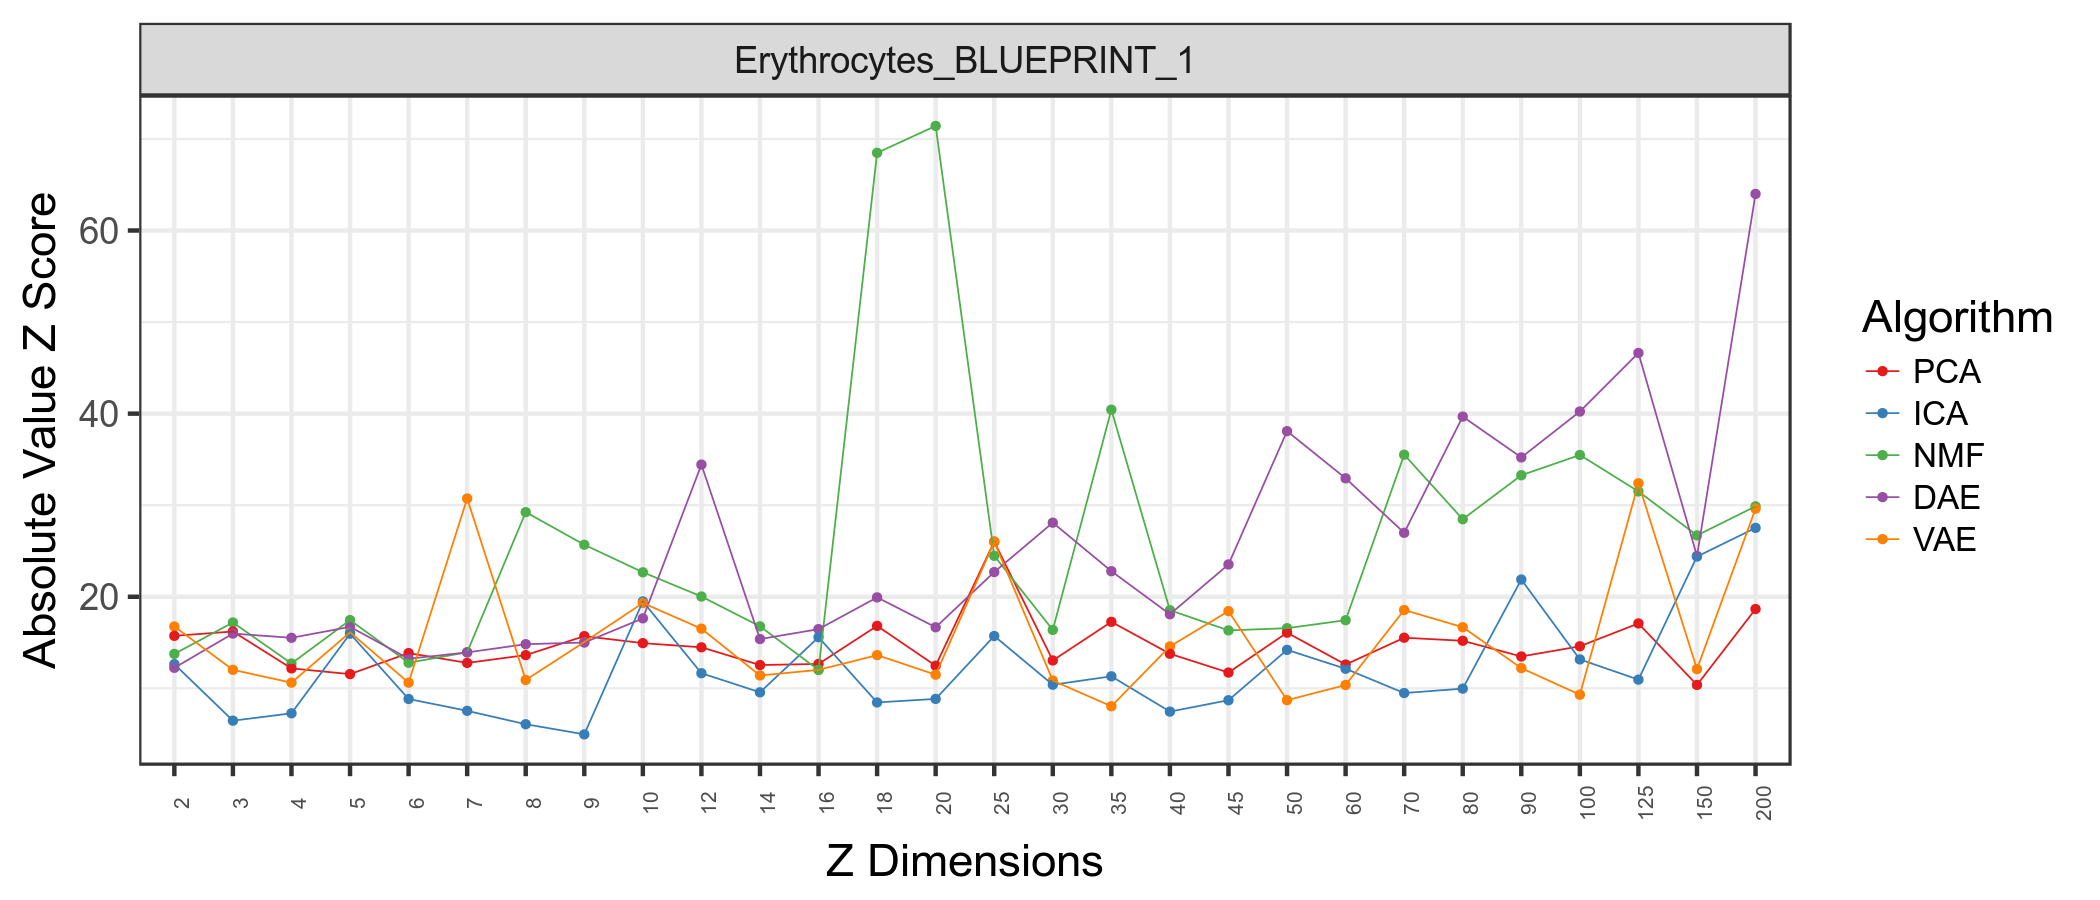 Erythrocytes_BLUEPRINT_1
Absolute Value Z Score
60
40
20
2 3 4 5 6 7 8 9 10 12 14 16 18 20 25 30 35 40 45 50 60 70 80 90 100 125 150 200
Z Dimensions
Algorithm
PCA
ICA
NMF
DAE
VAE